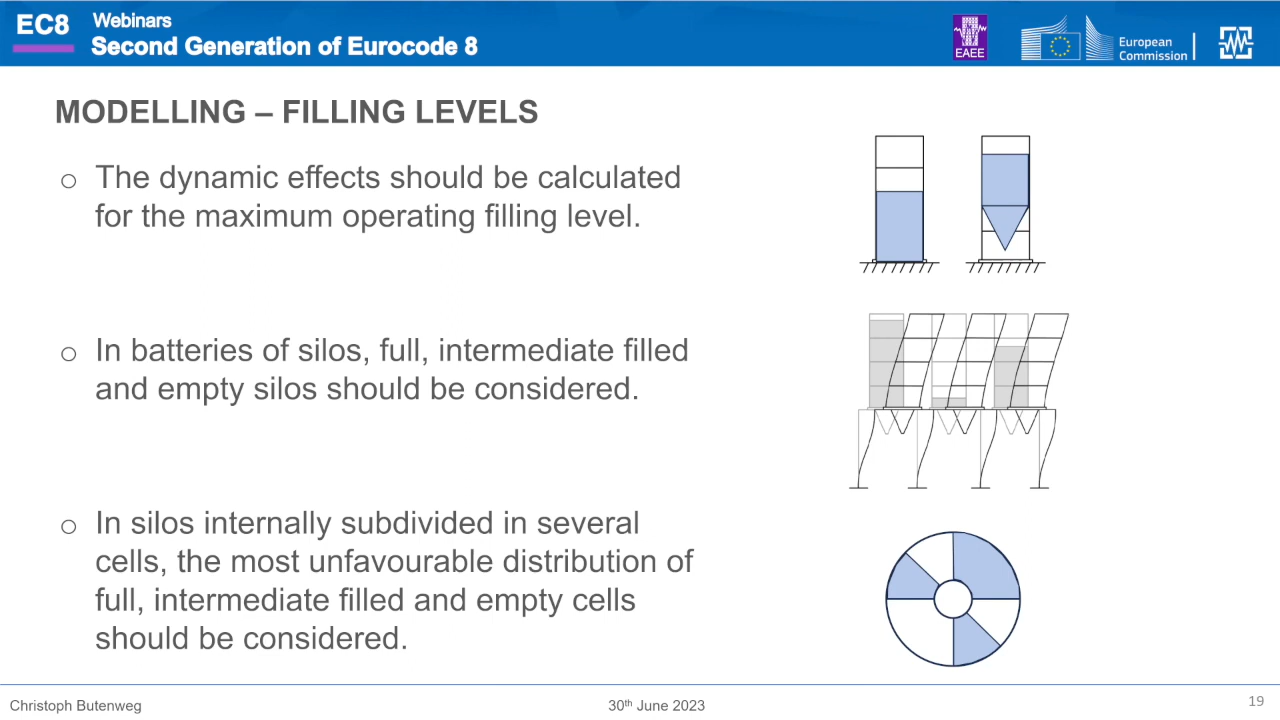 EC8
Webinars
Second Generation of Eurocode 8
EAEE
European
Commission
MODELLING – FILLING LEVELS
o The dynamic effects should be calculated
for the maximum operating filling level.
o In batteries of silos, full, intermediate filled
and empty silos should be considered.
o In silos internally subdivided in several
cells, the most unfavourable distribution of
full, intermediate filled and empty cells
should be considered.
Christoph Butenweg
30th June 2023
19